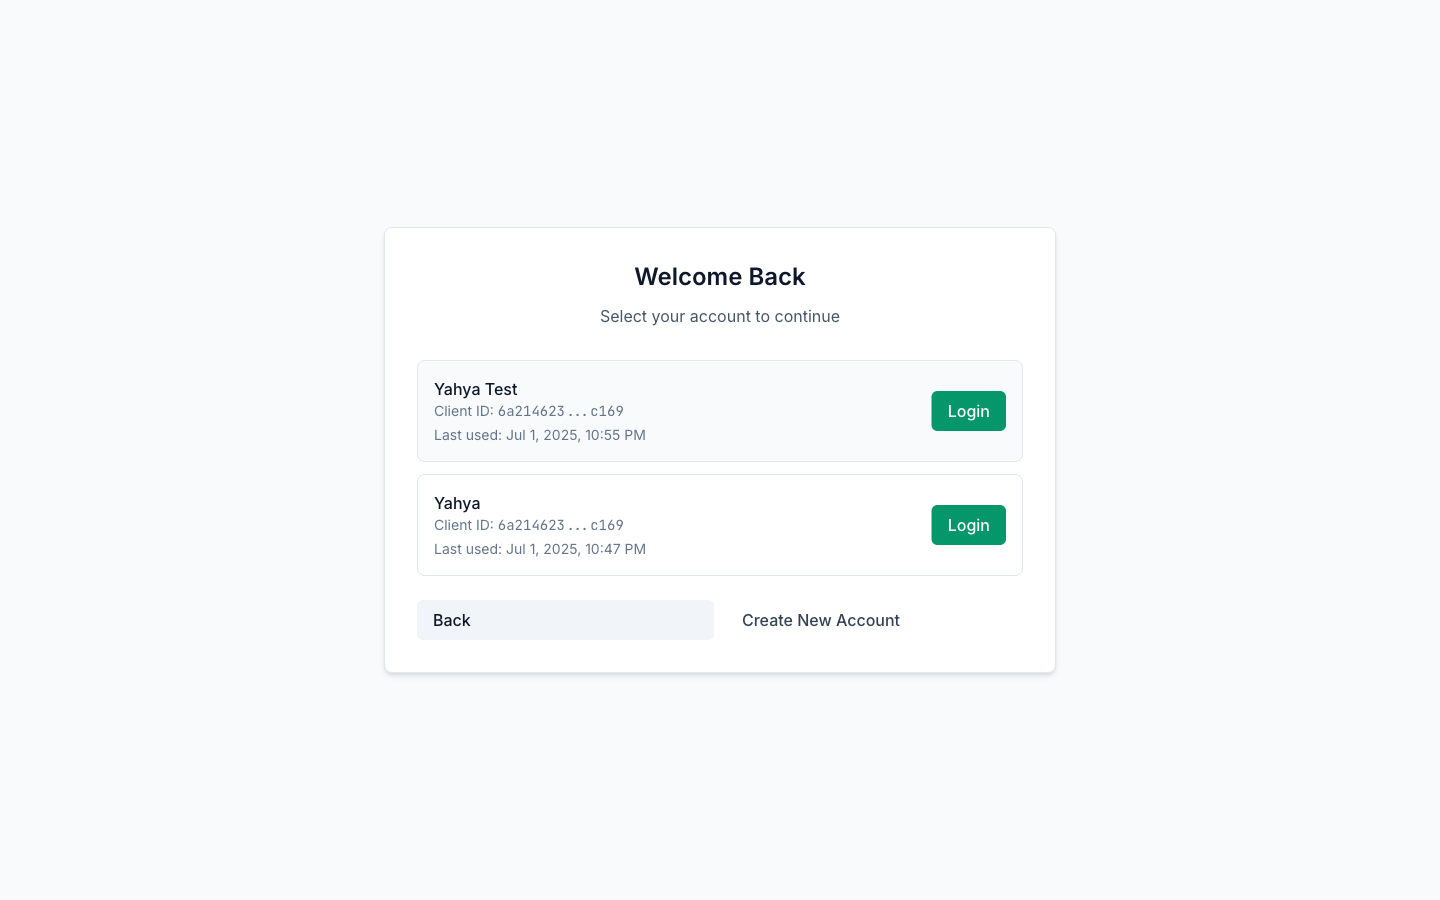 Welcome Back
Select your account to continue
Yahya Test
Client ID: 6a214623...c169
Last used: Jul 1, 2025, 10:55 PM
Login
Yahya
Client ID: 6a214623...c169
Last used: Jul 1, 2025, 10:47 PM
Login
Back
Create New Account